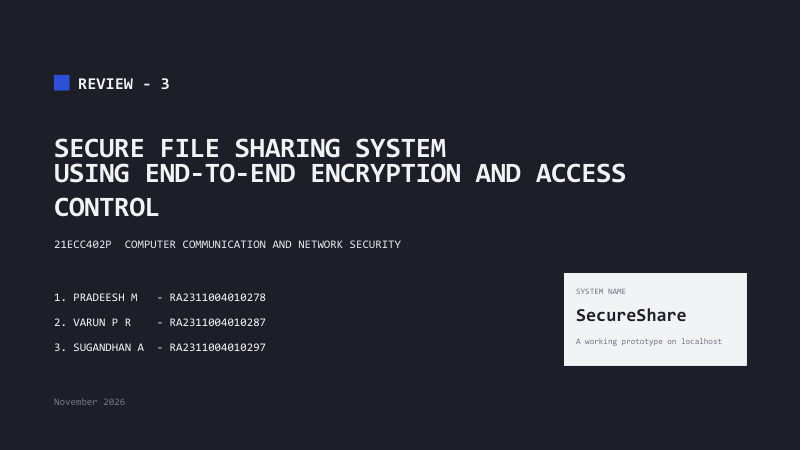 REVIEW - 3
SECURE FILE SHARING SYSTEM
USING END-TO-END ENCRYPTION AND ACCESS
CONTROL
21ECC402P  COMPUTER COMMUNICATION AND NETWORK SECURITY
1. PRADEESH M   - RA2311004010278
2. VARUN P R    - RA2311004010287
3. SUGANDHAN A  - RA2311004010297
SYSTEM NAME
SecureShare
A working prototype on localhost
November 2026